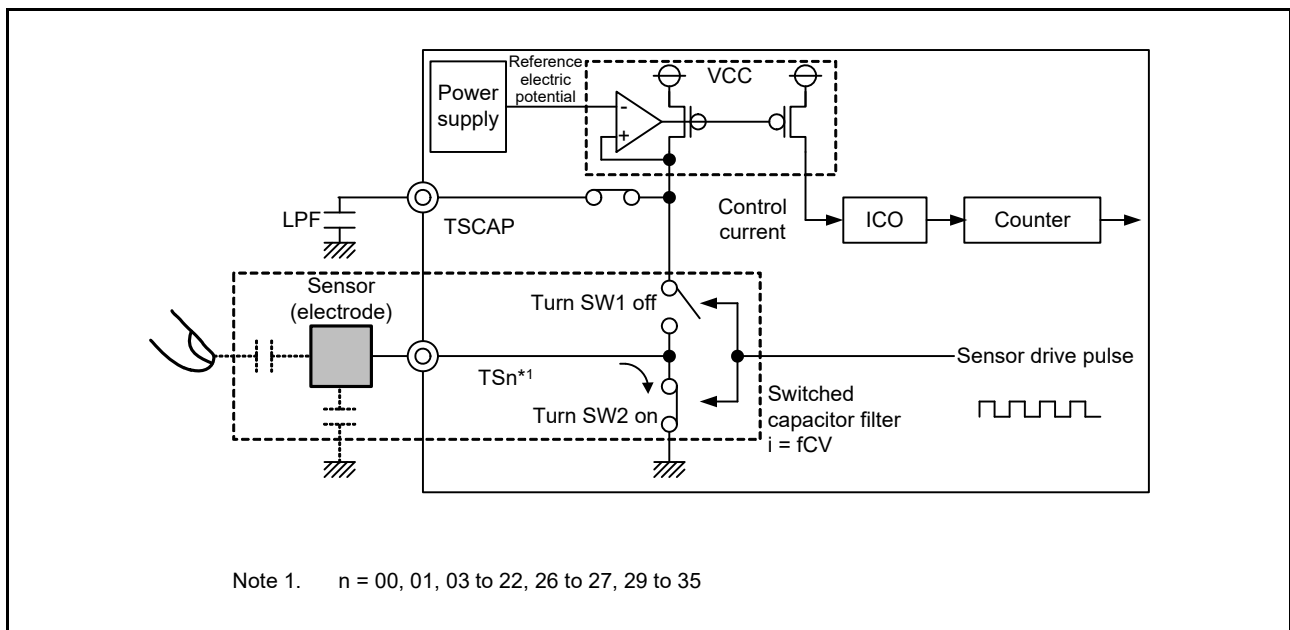 Power
supply
Reference
electric
potential
VCC
-
+
LPF
TSCAP
Control
current
ICO
Counter
Sensor
(electrode)
Turn SW1 off
TSn*1
Turn SW2 on
Sensor drive pulse
Switched
capacitor filter
i = fCV
Note 1. n = 00, 01, 03 to 22, 26 to 27, 29 to 35